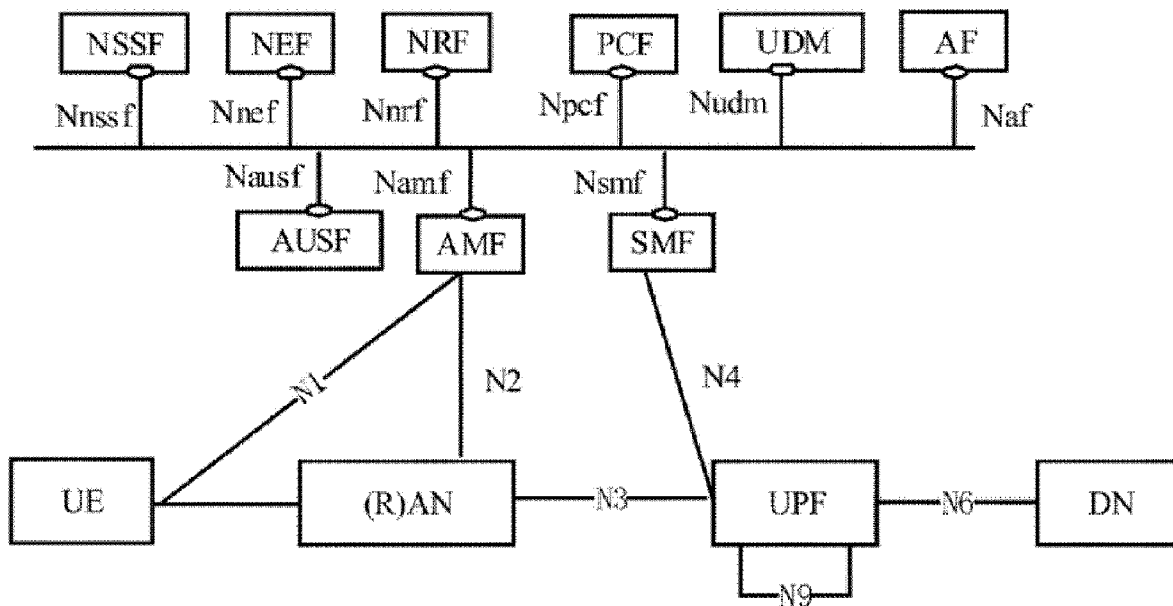 NSSF NEF NRF PCF UDM AF
Nnssf Nnef Nnrf Npcf Nudm Naf
Nausf Namf Nsmf
AUSF AMF SMF
N1 N2 N4
UE (R)AN N3 UPF N6 DN
N9